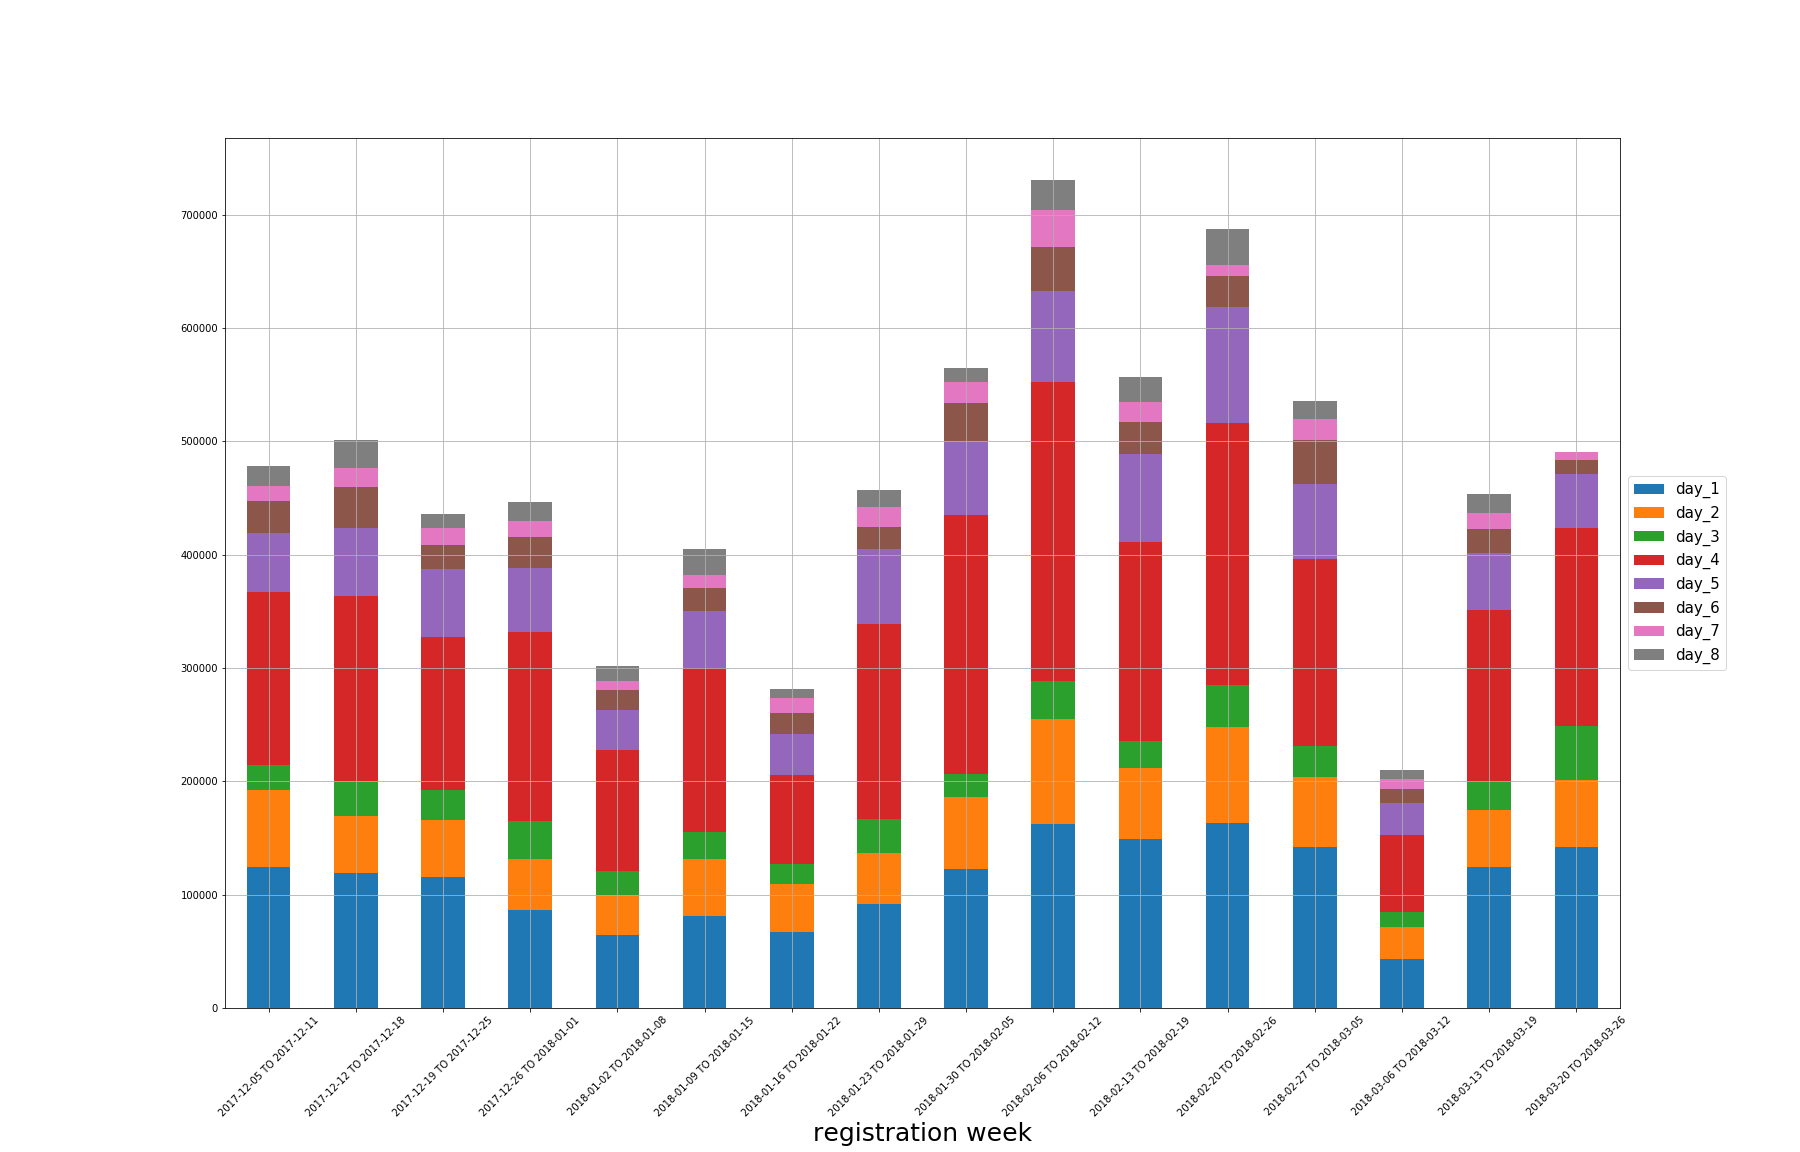 700000
600000
500000
400000
300000
200000
100000
0
day_1
day_2
day_3
day_4
day_5
day_6
day_7
day_8
2017-12-05 TO 2017-12-11
2017-12-12 TO 2017-12-18
2017-12-19 TO 2017-12-25
2017-12-26 TO 2018-01-01
2018-01-02 TO 2018-01-08
2018-01-09 TO 2018-01-15
2018-01-16 TO 2018-01-22
2018-01-23 TO 2018-01-29
2018-01-30 TO 2018-02-05
2018-02-06 TO 2018-02-12
2018-02-13 TO 2018-02-19
2018-02-20 TO 2018-02-26
2018-02-27 TO 2018-03-05
2018-03-06 TO 2018-03-12
2018-03-13 TO 2018-03-19
2018-03-20 TO 2018-03-26
registration week